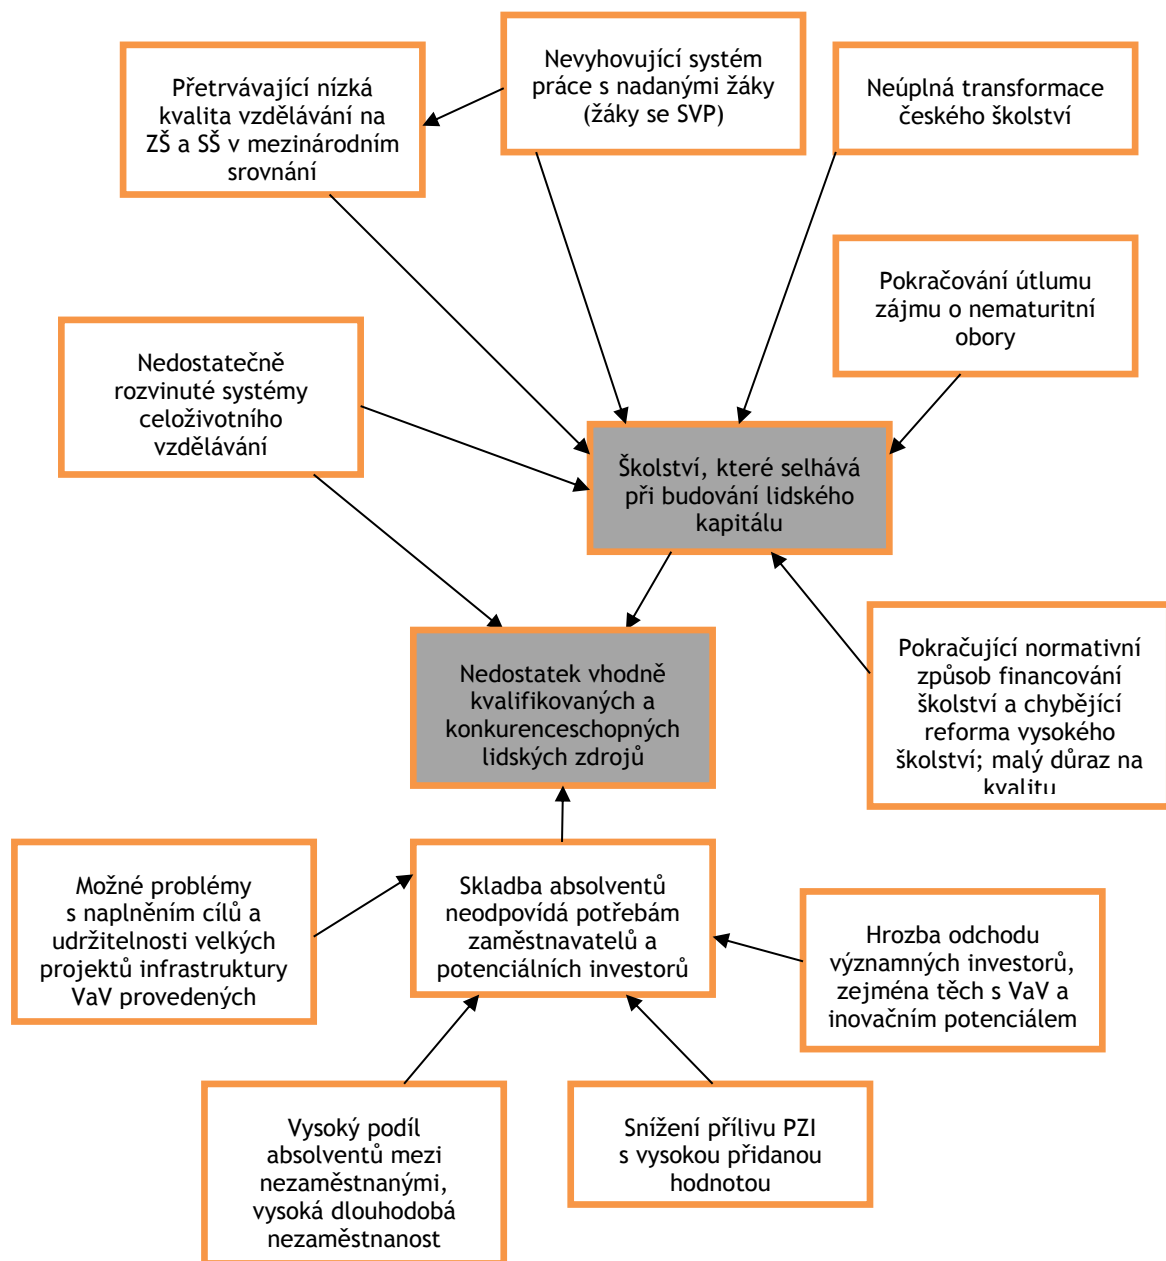 Přetrvávající nízká
kvalita vzdělávání na
ZŠ a SŠ v mezinárodním
srovnání
Nevyhovující systém
práce s nadanými žáky
(žáky se SVP)
Neúplná transformace
českého školství
Pokračování útlumu
zájmu o nematuritní
obory
Nedostatečně
rozvinuté systémy
celoživotního
vzdělávání
Školství, které selhává
při budování lidského
kapitálu
Nedostatek vhodně
kvalifikovaných a
konkurenceschopných
lidských zdrojů
Pokračující normativní
způsob financování
školství a chybějící
reforma vysokého
školství; malý důraz na
kvalitu
Možné problémy
s naplněním cílů a
udržitelnosti velkých
projektů infrastruktury
VaV provedených
Skladba absolventů
neodpovídá potřebám
zaměstnavatelů a
potenciálních investorů
Hrozba odchodu
významných investorů,
zejména těch s VaV a
inovačním potenciálem
Vysoký podíl
absolventů mezi
nezaměstnanými,
vysoká dlouhodobá
nezaměstnanost
Snížení přílivu PZI
s vysokou přidanou
hodnotou